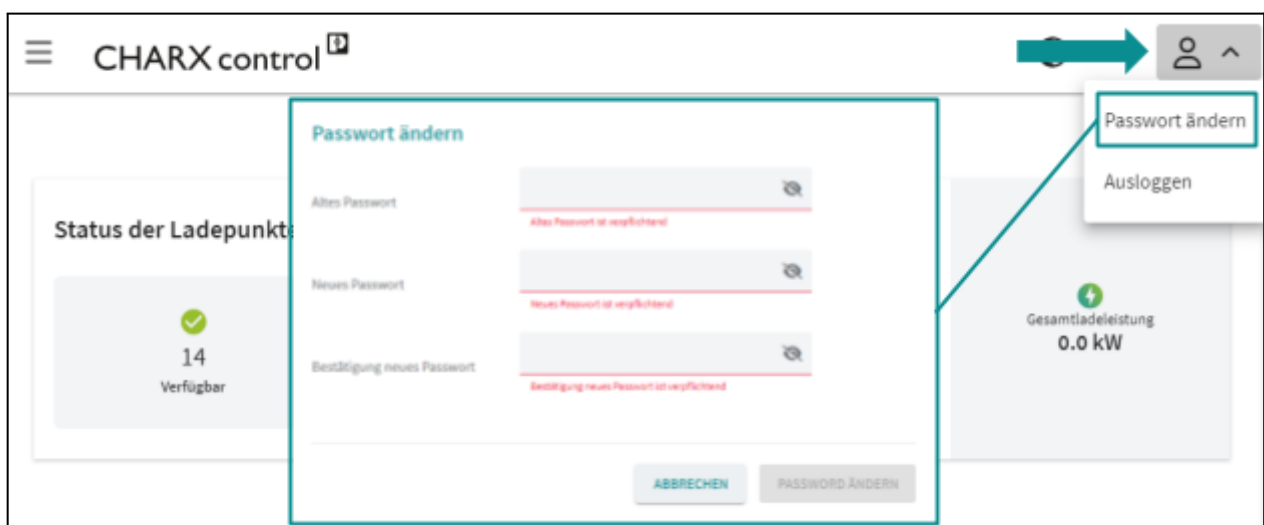 CHARX control
Passwort ändern
Ausloggen
Passwort ändern
Altes Passwort
Altes Passwort ist verpflichtend
Neues Passwort
Neues Passwort ist verpflichtend
Bestätigung neues Passwort
Bestätigung neues Passwort ist verpflichtend
ABBRECHEN
PASSWORD ÄNDERN
Status der Ladepunkte
14
Verfügbar
Gesamtladeleistung
0.0 kW